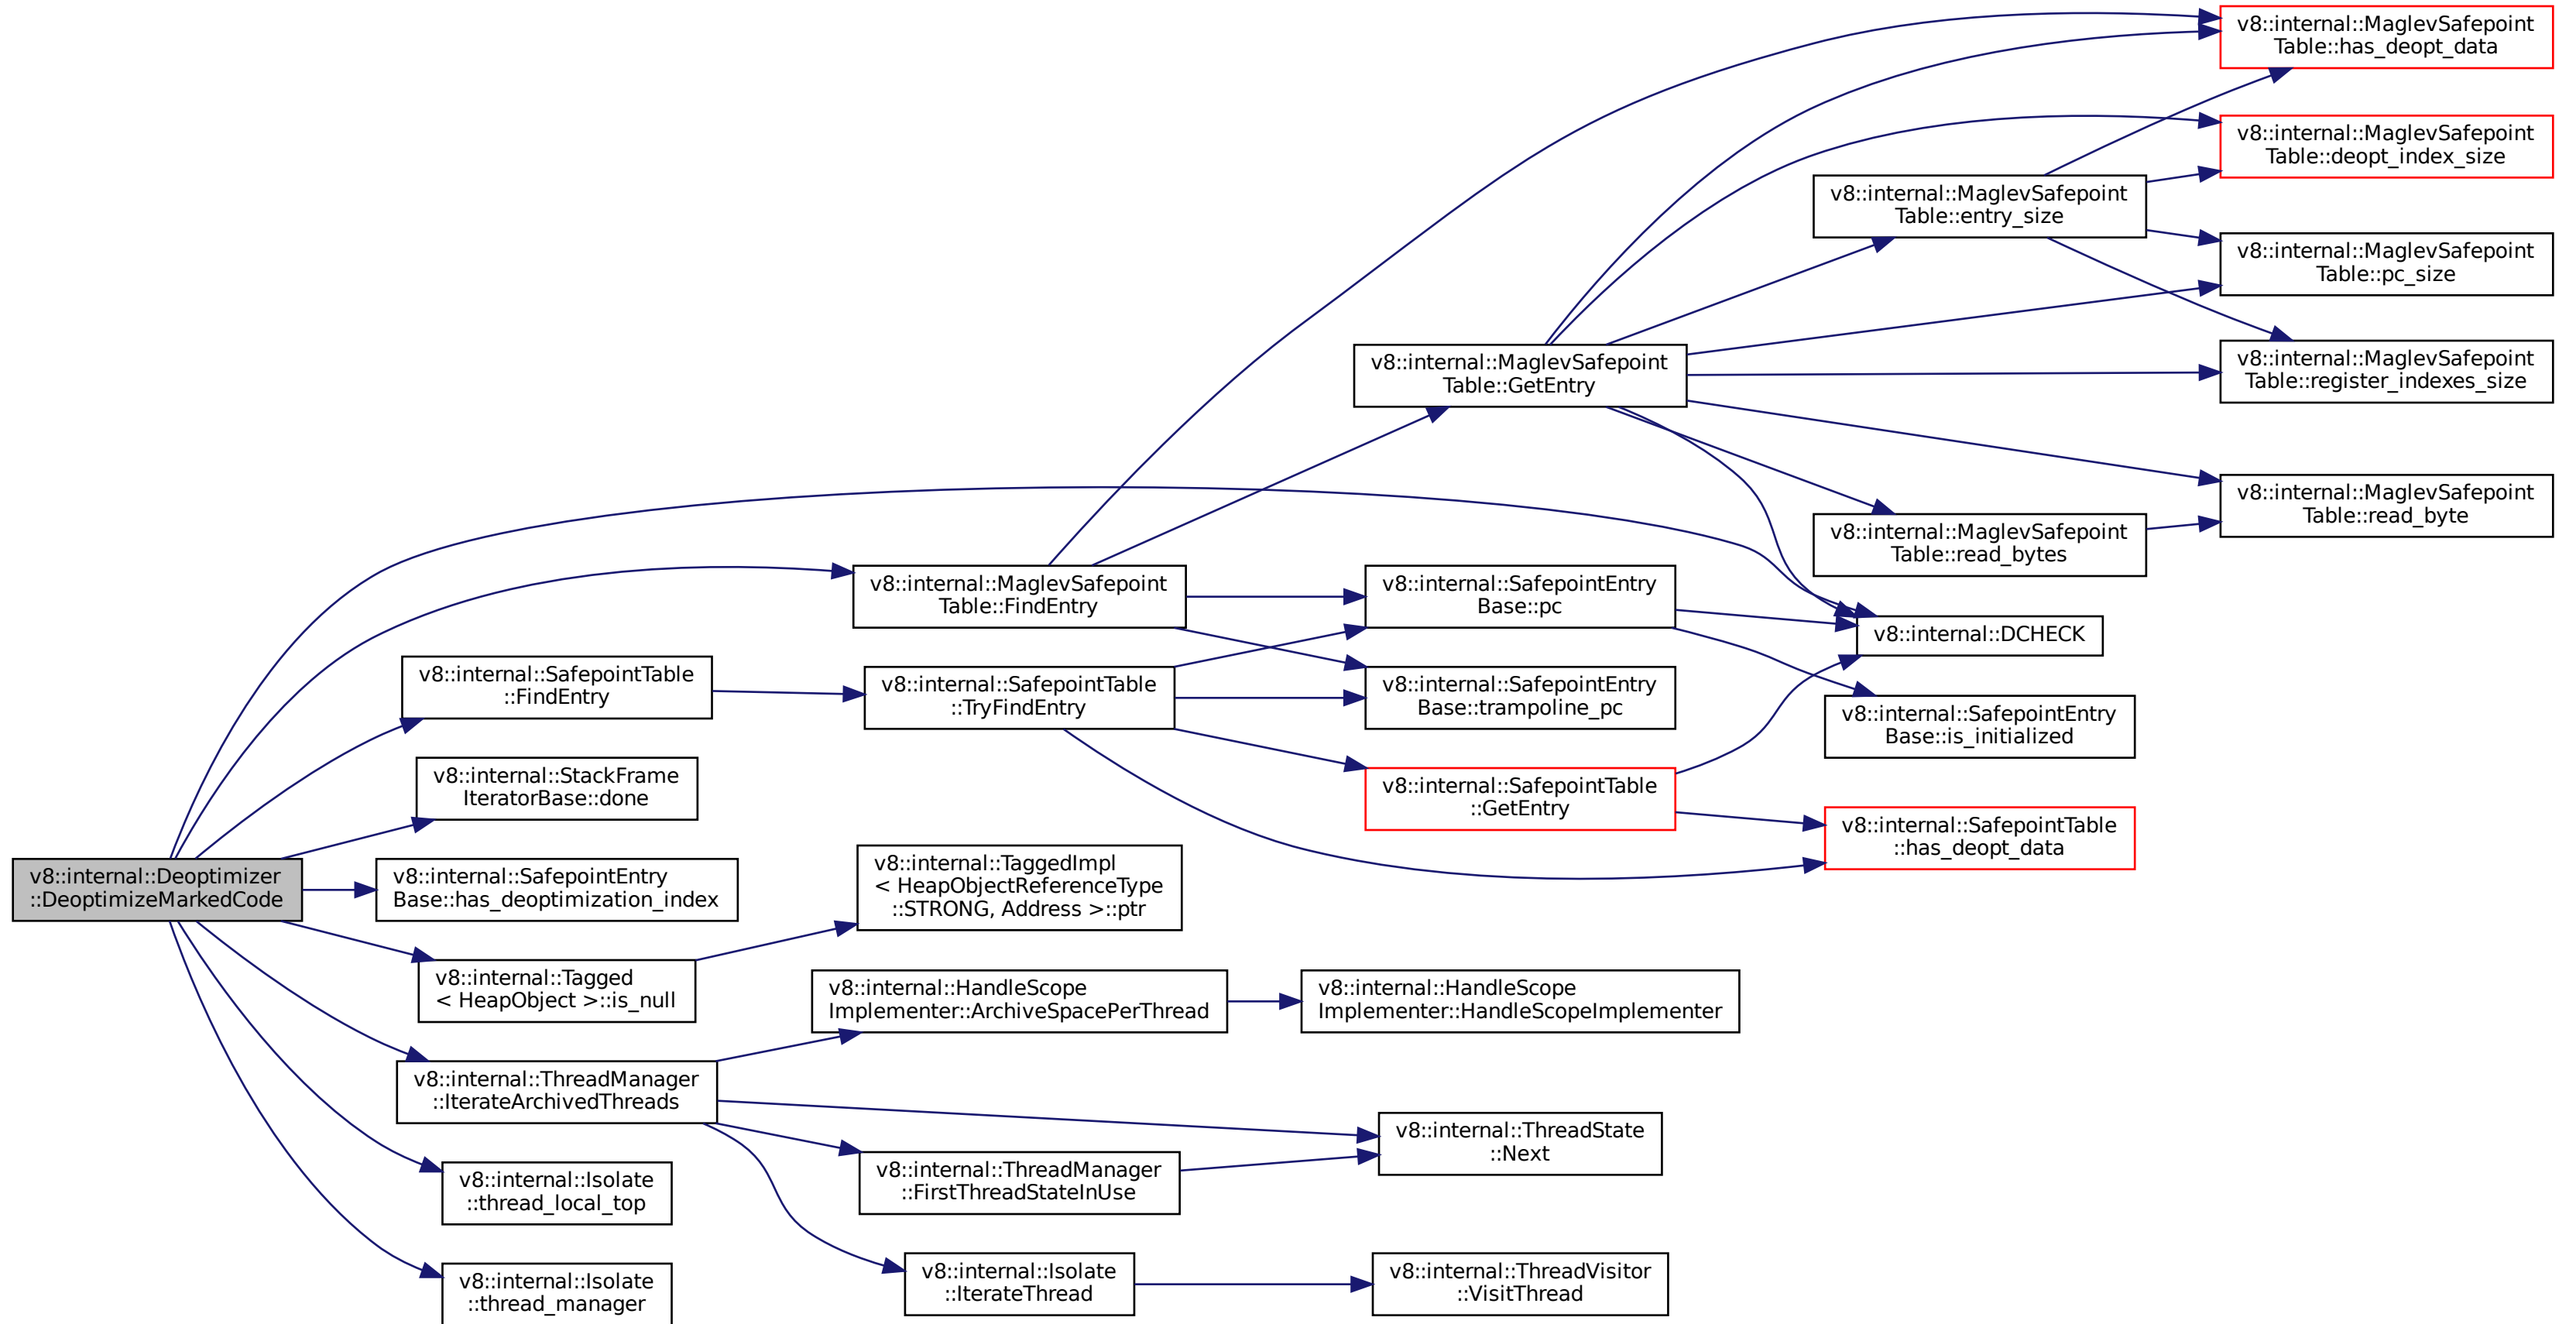 v8::internal::Deoptimizer
::DeoptimizeMarkedCode
v8::internal::SafepointTable
::FindEntry
v8::internal::StackFrame
IteratorBase::done
v8::internal::SafepointEntry
Base::has_deoptimization_index
v8::internal::Tagged
< HeapObject >::is_null
v8::internal::ThreadManager
::IterateArchivedThreads
v8::internal::Isolate
::thread_local_top
v8::internal::Isolate
::thread_manager
v8::internal::MaglevSafepoint
Table::FindEntry
v8::internal::SafepointTable
::TryFindEntry
v8::internal::TaggedImpl
< HeapObjectReferenceType
::STRONG, Address >::ptr
v8::internal::HandleScope
Implementer::ArchiveSpacePerThread
v8::internal::ThreadManager
::FirstThreadStateInUse
v8::internal::Isolate
::IterateThread
v8::internal::MaglevSafepoint
Table::GetEntry
v8::internal::SafepointEntry
Base::pc
v8::internal::SafepointEntry
Base::trampoline_pc
v8::internal::SafepointTable
::GetEntry
v8::internal::HandleScope
Implementer::HandleScopeImplementer
v8::internal::ThreadState
::Next
v8::internal::ThreadVisitor
::VisitThread
v8::internal::MaglevSafepoint
Table::entry_size
v8::internal::MaglevSafepoint
Table::read_bytes
v8::internal::DCHECK
v8::internal::SafepointEntry
Base::is_initialized
v8::internal::SafepointTable
::has_deopt_data
v8::internal::MaglevSafepoint
Table::has_deopt_data
v8::internal::MaglevSafepoint
Table::deopt_index_size
v8::internal::MaglevSafepoint
Table::pc_size
v8::internal::MaglevSafepoint
Table::register_indexes_size
v8::internal::MaglevSafepoint
Table::read_byte